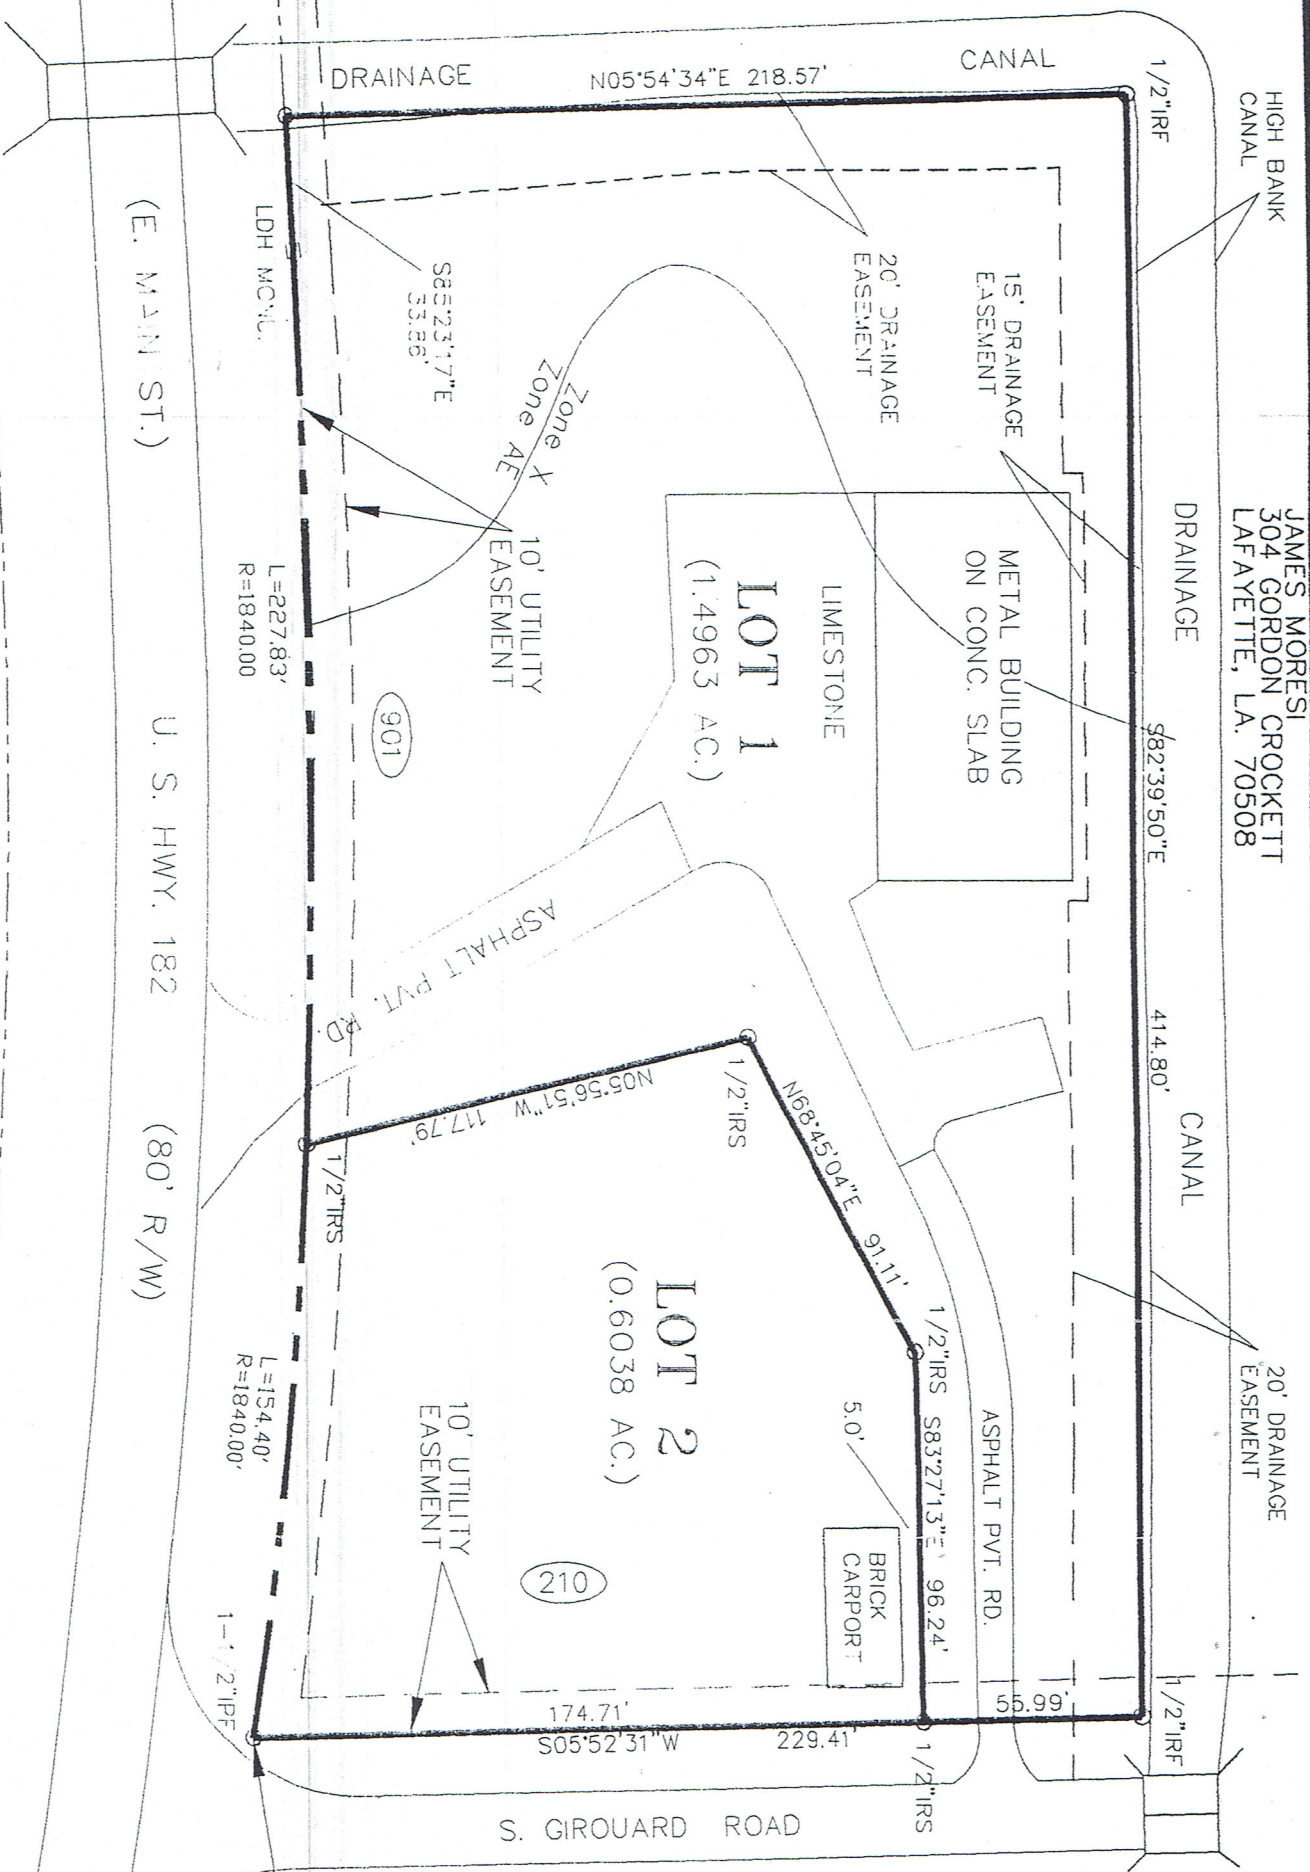 JAMES MORESI
304 GORDON CROCKETT
LAFAYETTE, LA. 70508
HIGH BANK
CANAL
1/2"IRF
DRAINAGE
S82°39'50"E
414.80'
CANAL
20' DRAINAGE
EASEMENT
1/2"IRF
DRAINAGE
N05°54'34"E 218.57'
CANAL
15' DRAINAGE
EASEMENT
20' DRAINAGE
EASEMENT
METAL BUILDING
ON CONC. SLAB
LIMESTONE
LOT 1
(1.4963 AC.)
Zone X
Zone AE
10' UTILITY
EASEMENT
33.86'
LDH
901
ASPHALT PVT. RD.
L=227.83'
R=1840.00
N05°56'51"W 117.79'
1/2"IRS
1/2"IRS
N68°45'04"E 91.11'
1/2"IRS
S83°27'13"E 96.24'
ASPHALT PVT. RD.
5.0'
BRICK
CARPORT
LOT 2
(0.6038 AC.)
10' UTILITY
EASEMENT
210
174.71'
S05°52'31"W 229.41'
55.99'
1/2"IRS
S. GIROUARD ROAD
L=154.40'
R=1840.00'
1-1/2"IPF
(E. MAIN ST.)
U. S. HWY. 182 (80' R/W)